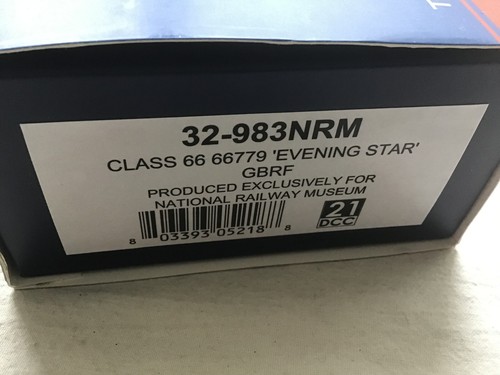 32-983NRM
CLASS 66 66779 'EVENING STAR'
GBRF
PRODUCED EXCLUSIVELY FOR
NATIONAL RAILWAY MUSEUM
8 03393 05218 8
21
DCC